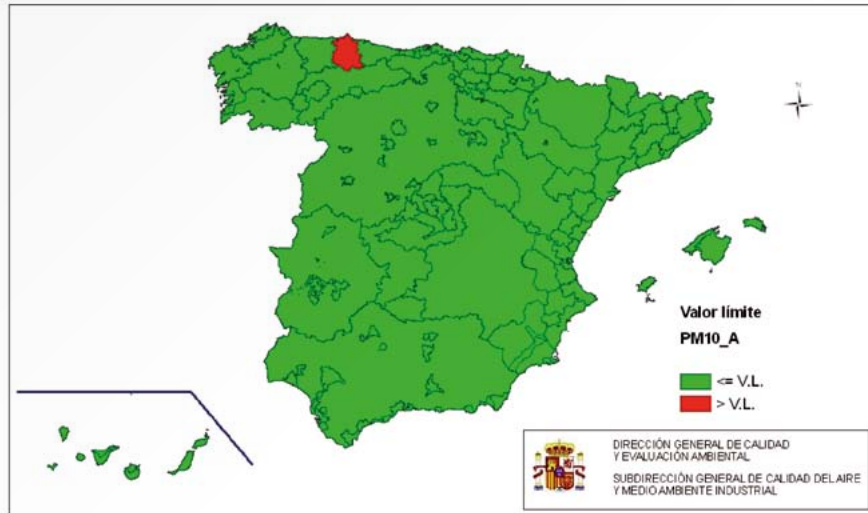 Valor límite
PM10_A
<= V.L.
> V.L.
DIRECCIÓN GENERAL DE CALIDAD
Y EVALUACIÓN AMBIENTAL
SUBDIRECCIÓN GENERAL DE CALIDAD DEL AIRE
Y MEDIO AMBIENTE INDUSTRIAL